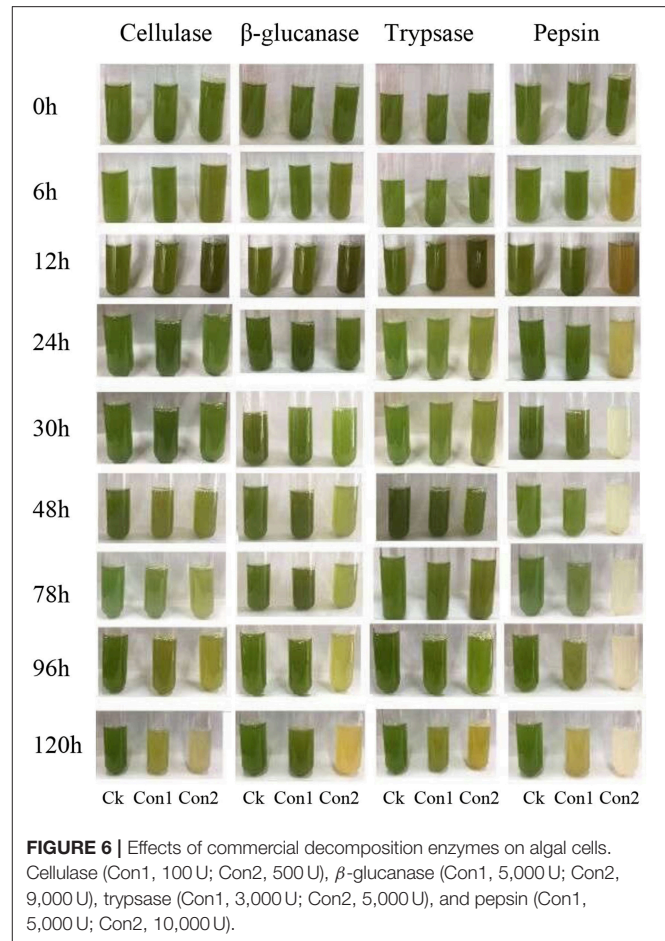 Cellulase β-glucanase Trypsase Pepsin
0h
6h
12h
24h
30h
48h
78h
96h
120h
Ck Con1 Con2 Ck Con1 Con2 Ck Con1 Con2 Ck Con1 Con2
FIGURE 6 | Effects of commercial decomposition enzymes on algal cells.
Cellulase (Con1, 100 U; Con2, 500 U), β-glucanase (Con1, 5,000 U; Con2,
9,000 U), trypsase (Con1, 3,000 U; Con2, 5,000 U), and pepsin (Con1,
5,000 U; Con2, 10,000 U).